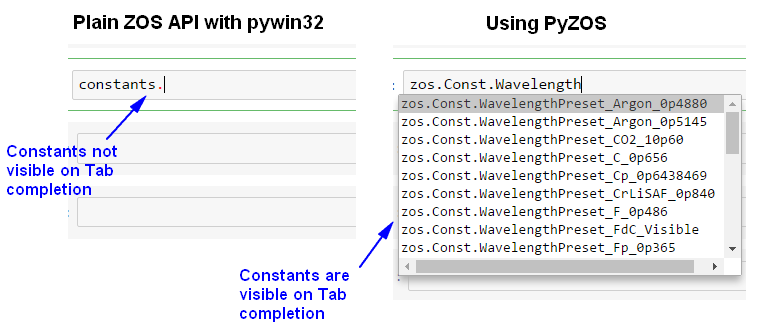 Plain ZOS API with pywin32
constants.
Constants not
visible on Tab
completion
Using PyZOS
zos.Const.Wavelength
zos.Const.WavelengthPreset_Argon_0p4880
zos.Const.WavelengthPreset_Argon_0p5145
zos.Const.WavelengthPreset_CO2_10p60
zos.Const.WavelengthPreset_C_0p656
zos.Const.WavelengthPreset_Cp_0p6438469
zos.Const.WavelengthPreset_CrLiSAF_0p840
zos.Const.WavelengthPreset_F_0p486
zos.Const.WavelengthPreset_FdC_Visible
zos.Const.WavelengthPreset_Fp_0p365
Constants are
visible on Tab
completion